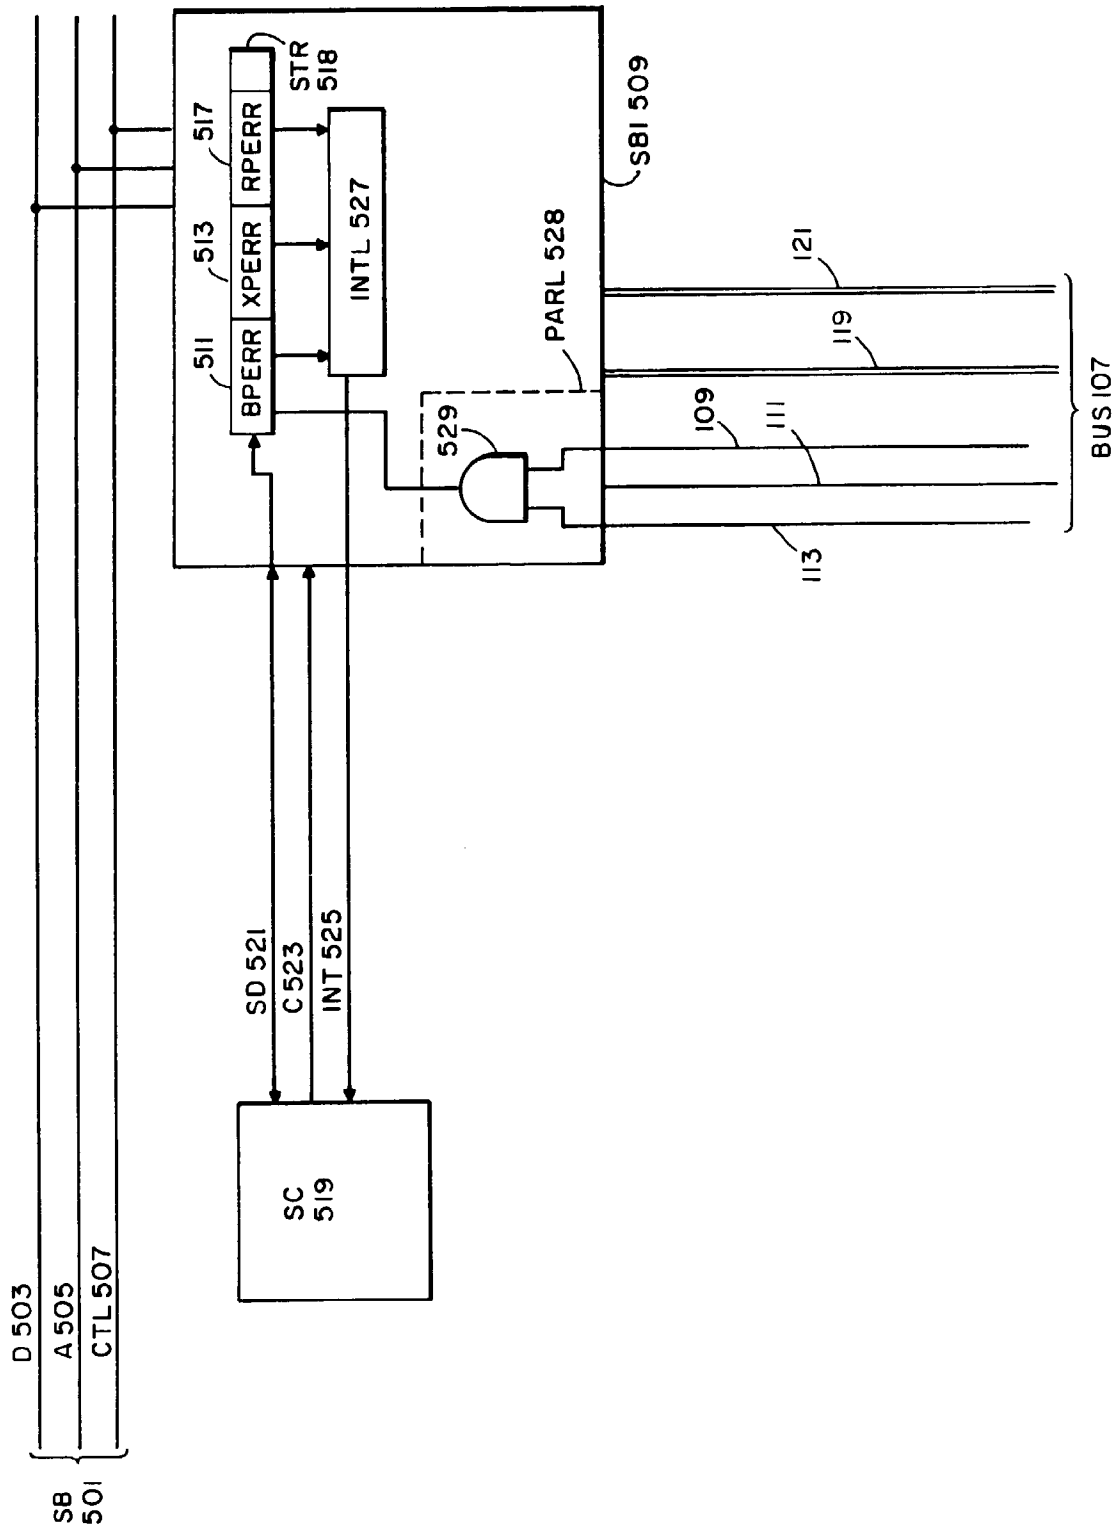 SB
501
D 503
A 505
CTL 507
SC
519
SD 521
C 523
INT 525
511
513
517
BPERR
XPERR
RPERR
STR
518
INTL 527
529
PARL 528
SBI 509
113
111
109
119
121
BUS 107